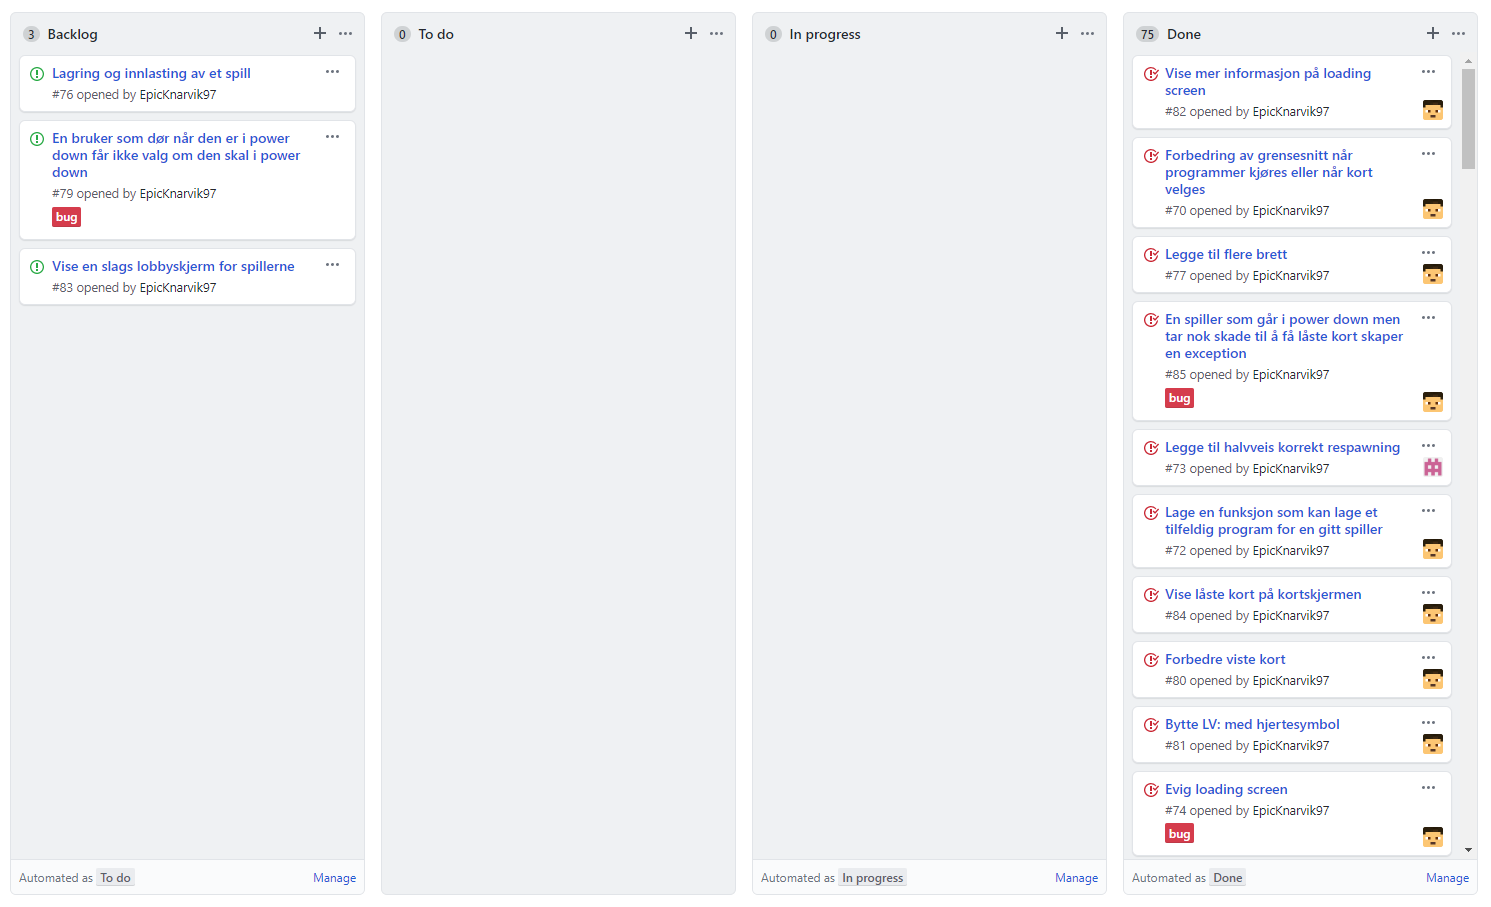 3 Backlog
Lagring og innlasting av et spill
#76 opened by EpicKnarvik97
En bruker som dør når den er i power
down får ikke valg om den skal i power
down
#79 opened by EpicKnarvik97
bug
Vise en slags lobbyskjerm for spillerne
#83 opened by EpicKnarvik97
Automated as To do
Manage
0 To do
0 In progress
Automated as In progress
Manage
75 Done
Vise mer informasjon på loading
screen
#82 opened by EpicKnarvik97
Forbedring av grensesnitt når
programmer kjøres eller når kort
velges
#70 opened by EpicKnarvik97
Legge til flere brett
#77 opened by EpicKnarvik97
En spiller som går i power down men
tar nok skade til å få låste kort skaper
en exception
#85 opened by EpicKnarvik97
bug
Legge til halvveis korrekt respawning
#73 opened by EpicKnarvik97
Lage en funksjon som kan lage et
tilfeldig program for en gitt spiller
#72 opened by EpicKnarvik97
Vise låste kort på kortskjermen
#84 opened by EpicKnarvik97
Forbedre viste kort
#80 opened by EpicKnarvik97
Bytte LV: med hjertesymbol
#81 opened by EpicKnarvik97
Evig loading screen
#74 opened by EpicKnarvik97
bug
Automated as Done
Manage